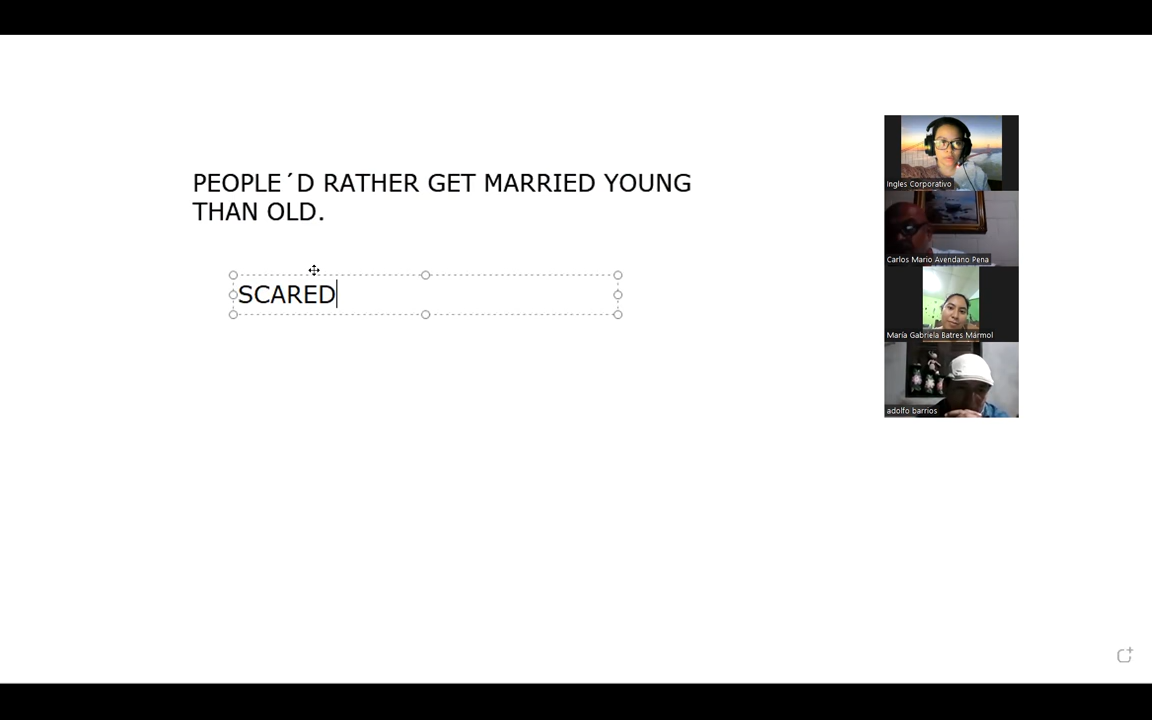 PEOPLE´D RATHER GET MARRIED YOUNG
THAN OLD.
SCARED
Ingles Corporativo
Carlos Mario Avendano Pena
María Gabriela Batres Mármol
adolfo barrios